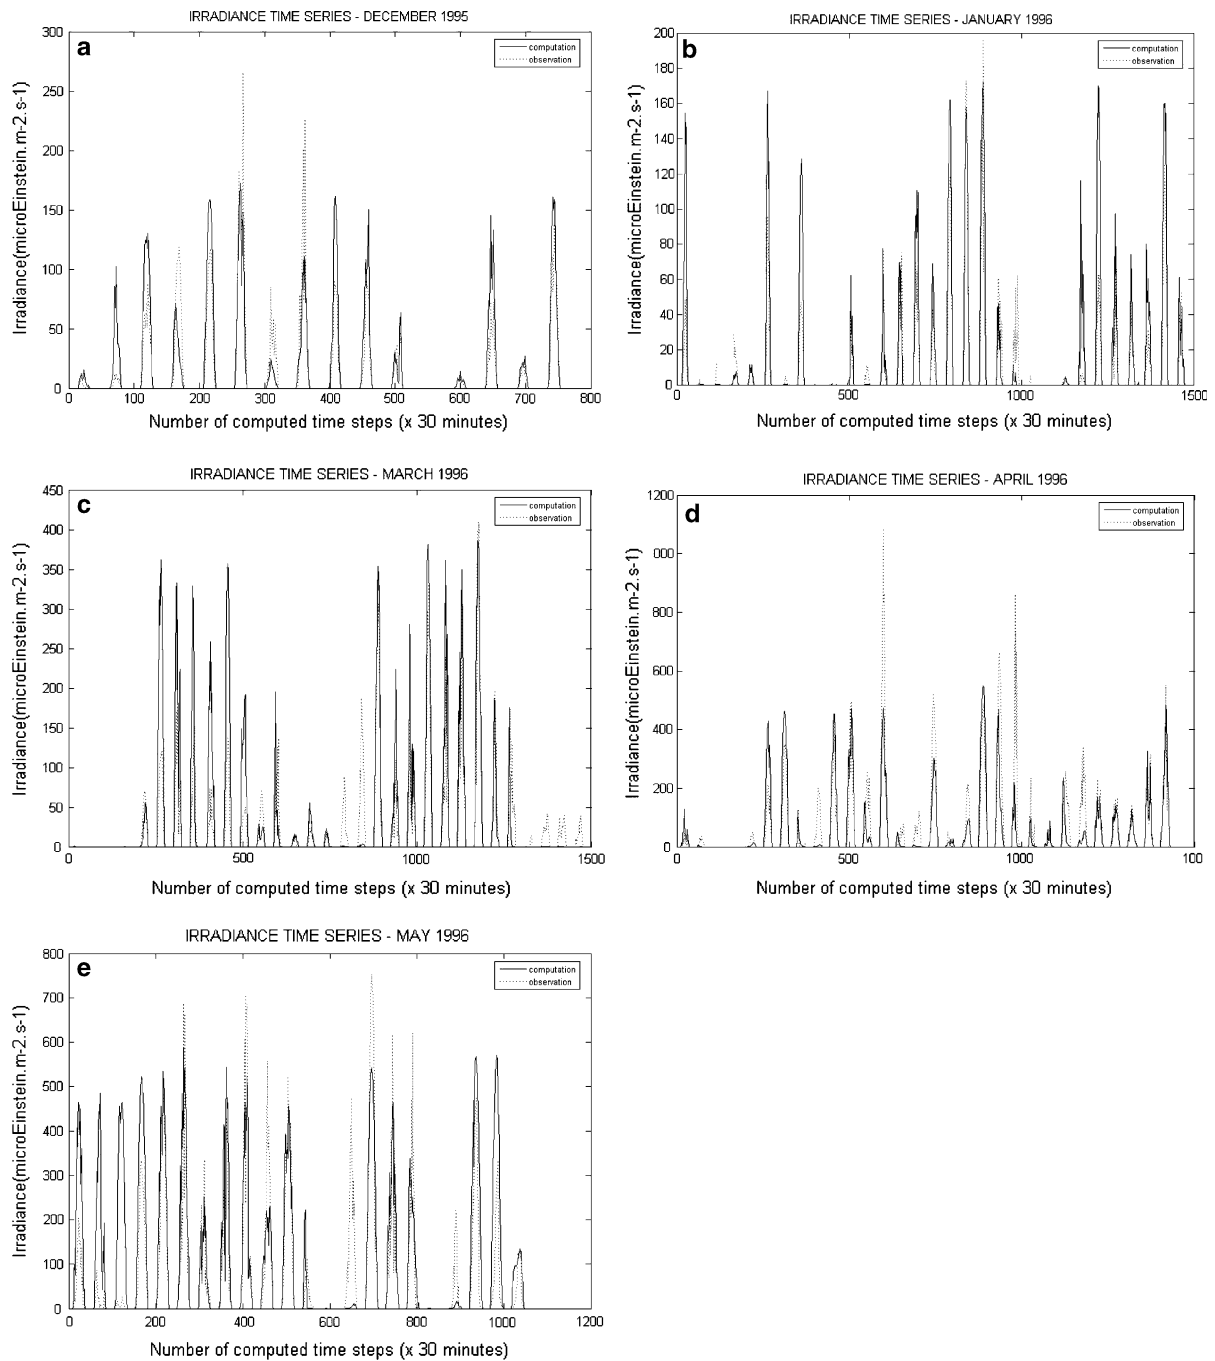 IRRADIANCE TIME SERIES - DECEMBER 1995
a
computation
observation
300
250
200
150
100
50
0
Irradiance(microEinstein.m-2.s-1)
0 100 200 300 400 500 600 700 800
Number of computed time steps (x 30 minutes)
IRRADIANCE TIME SERIES - JANUARY 1996
b
computation
observation
200
180
160
140
120
100
80
60
40
20
0
Irradiance(microEinstein.m-2.s-1)
0 500 1000 1500
Number of computed time steps (x 30 minutes)
IRRADIANCE TIME SERIES - MARCH 1996
c
computation
observation
450
400
350
300
250
200
150
100
50
0
Irradiance(microEinstein.m-2.s-1)
0 500 1000 1500
Number of computed time steps (x 30 minutes)
IRRADIANCE TIME SERIES - APRIL 1996
d
computation
observation
1200
000
800
600
400
200
0
Irradiance(microEinstein.m-2.s-1)
0 500 1000 100
Number of computed time steps (x 30 minutes)
IRRADIANCE TIME SERIES - MAY 1996
e
computation
observation
800
700
600
500
400
300
200
100
0
Irradiance(microEinstein.m-2.s-1)
0 200 400 600 800 1000 1200
Number of computed time steps (x 30 minutes)